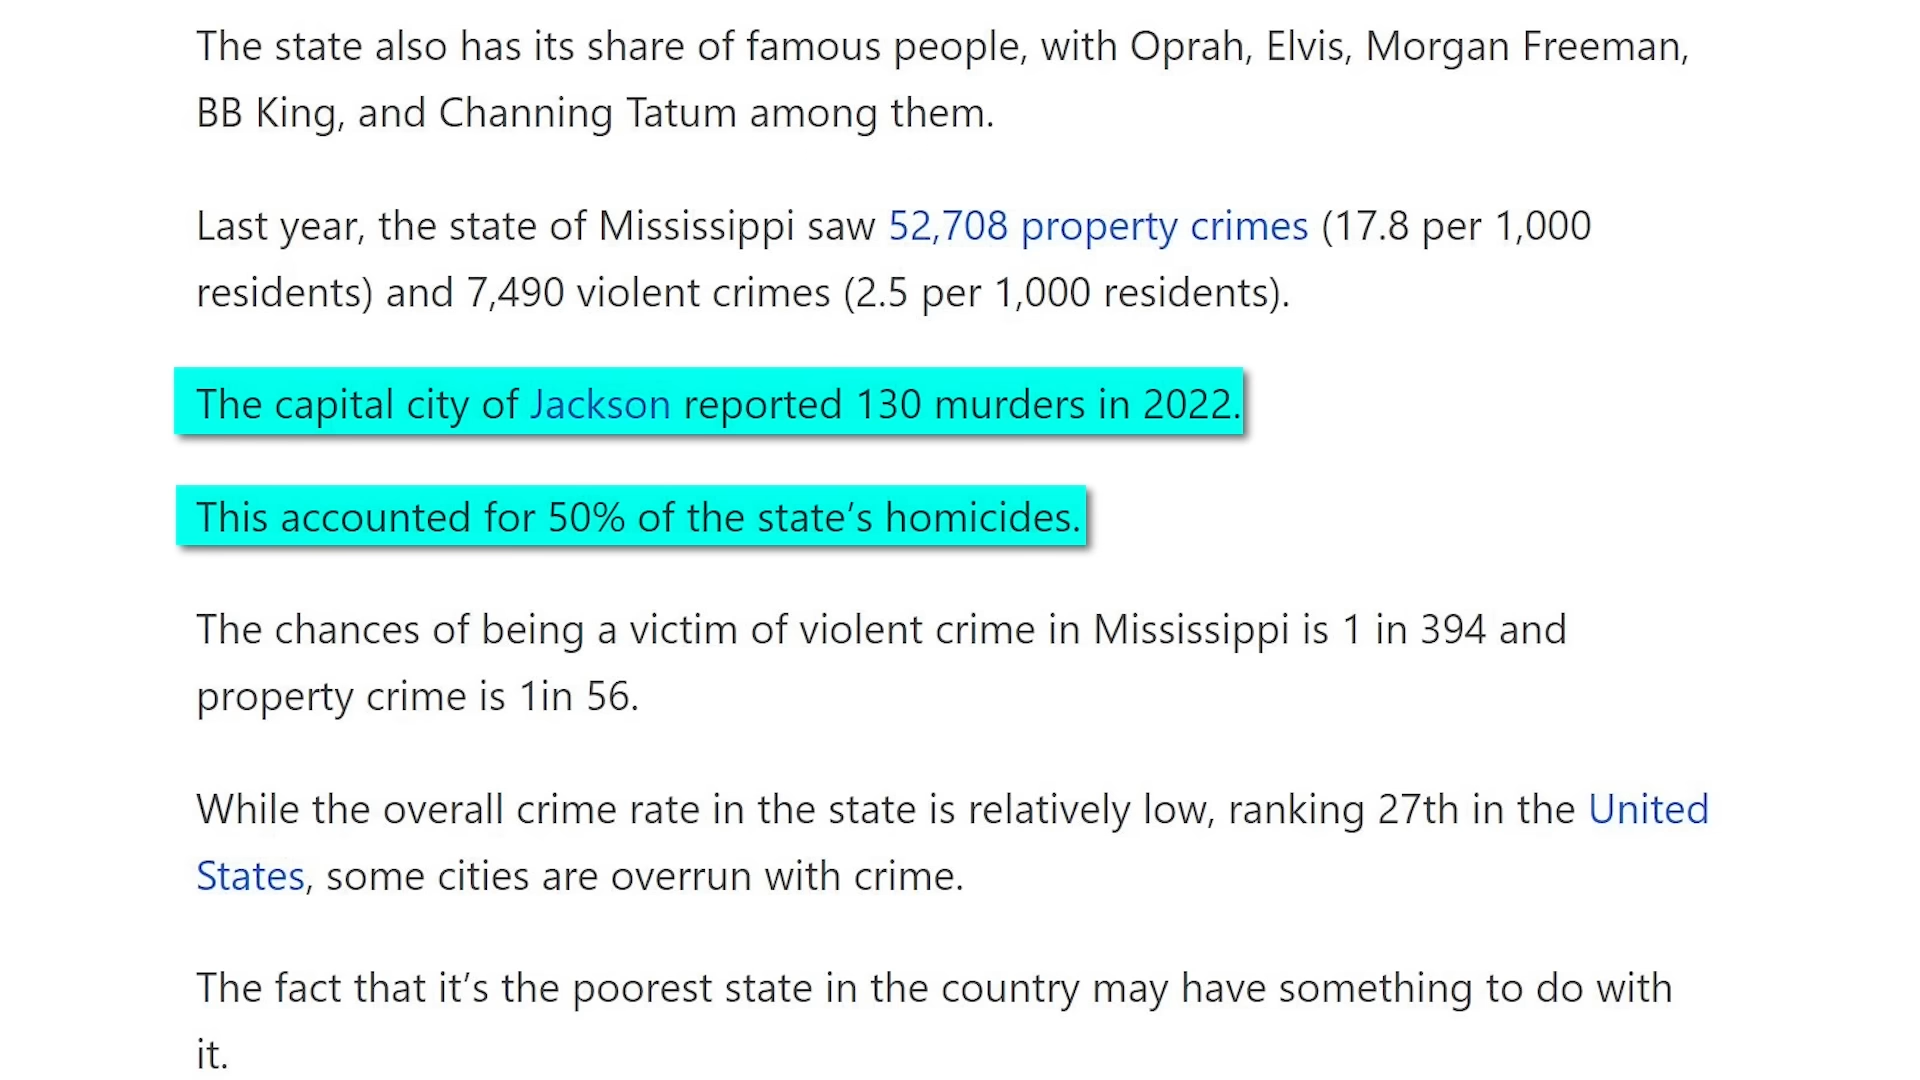 The state also has its share of famous people, with Oprah, Elvis, Morgan Freeman,
BB King, and Channing Tatum among them.
Last year, the state of Mississippi saw 52,708 property crimes (17.8 per 1,000
residents) and 7,490 violent crimes (2.5 per 1,000 residents).
The capital city of Jackson reported 130 murders in 2022.
This accounted for 50% of the state’s homicides.
The chances of being a victim of violent crime in Mississippi is 1 in 394 and
property crime is 1in 56.
While the overall crime rate in the state is relatively low, ranking 27th in the United
States, some cities are overrun with crime.
The fact that it’s the poorest state in the country may have something to do with
it.